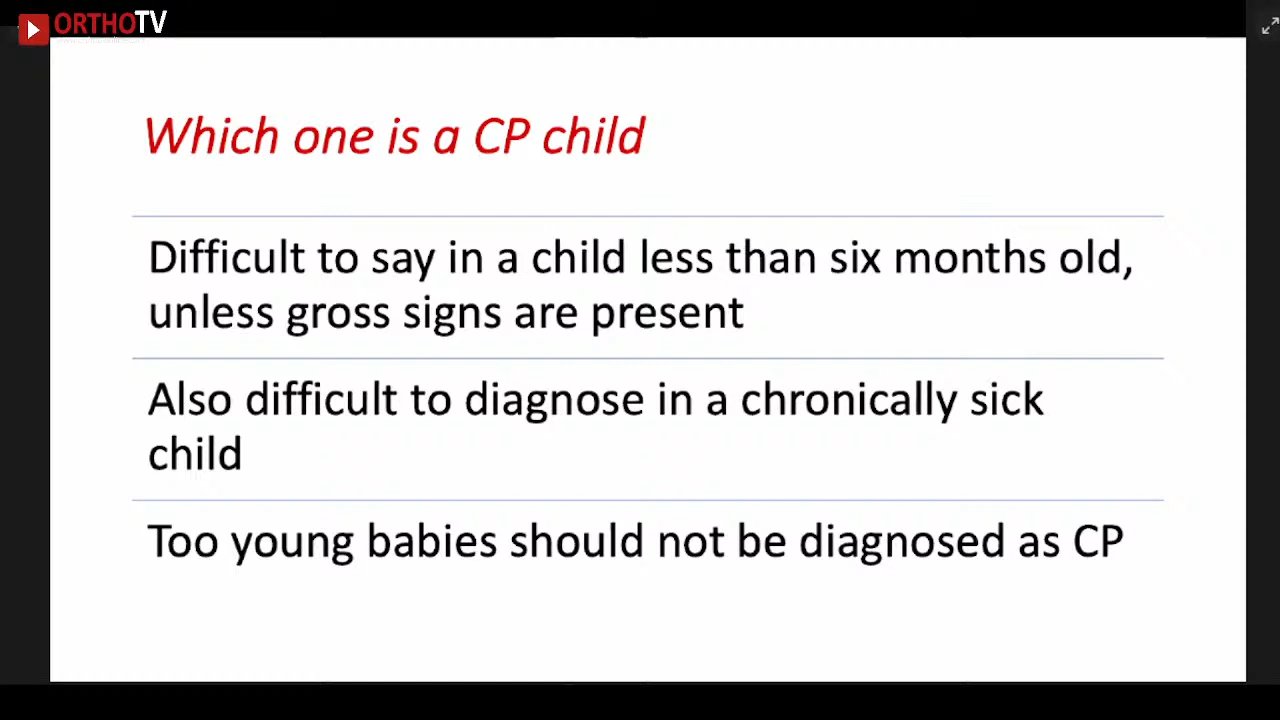 ORTHOTV
Which one is a CP child
Difficult to say in a child less than six months old,
unless gross signs are present
Also difficult to diagnose in a chronically sick
child
Too young babies should not be diagnosed as CP